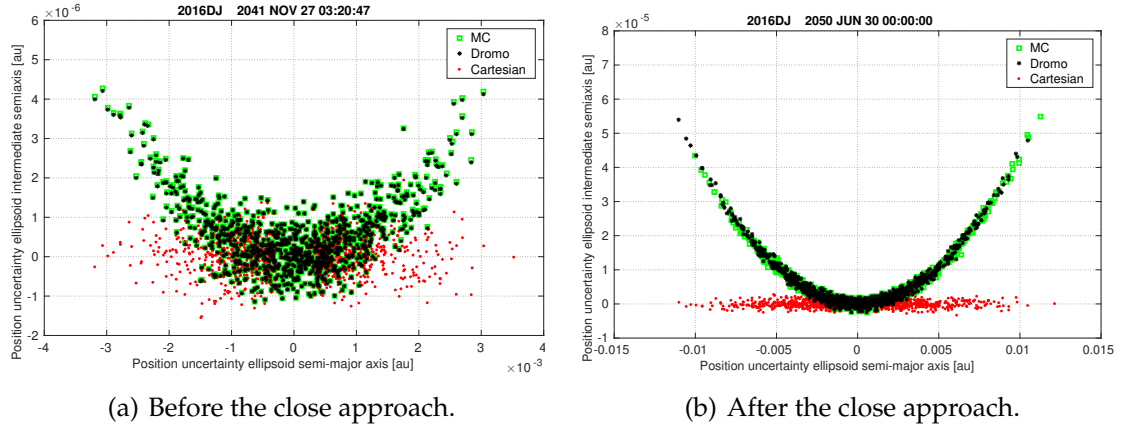 2016DJ 2041 NOV 27 03:20:47
× 10^-6
6
5
4
3
2
1
0
-1
-2
Position uncertainty ellipsoid intermediate semiaxis [au]
MC
Dromo
Cartesian
-4 -3 -2 -1 0 1 2 3 4
Position uncertainty ellipsoid semi-major axis [au]
× 10^-3
(a) Before the close approach.
2016DJ 2050 JUN 30 00:00:00
× 10^-5
8
7
6
5
4
3
2
1
0
-1
Position uncertainty ellipsoid intermediate semiaxis [au]
MC
Dromo
Cartesian
-0.015 -0.01 -0.005 0 0.005 0.01 0.015
Position uncertainty ellipsoid semi-major axis [au]
(b) After the close approach.